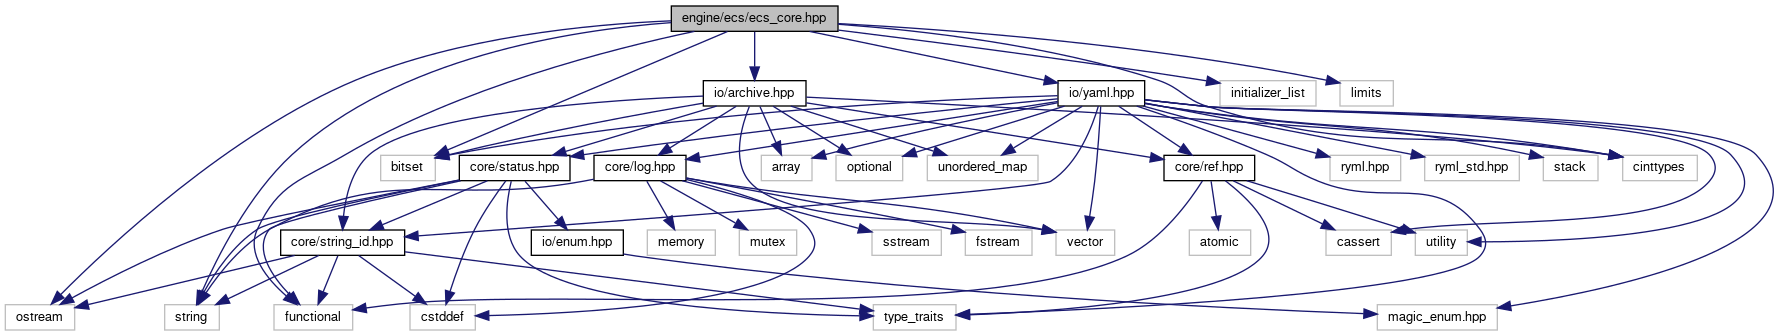 engine/ecs/ecs_core.hpp
io/archive.hpp
io/yaml.hpp
initializer_list
limits
bitset
core/status.hpp
core/log.hpp
array
optional
unordered_map
core/ref.hpp
ryml.hpp
ryml_std.hpp
stack
cinttypes
core/string_id.hpp
io/enum.hpp
memory
mutex
sstream
fstream
vector
atomic
cassert
utility
ostream
string
functional
cstddef
type_traits
magic_enum.hpp